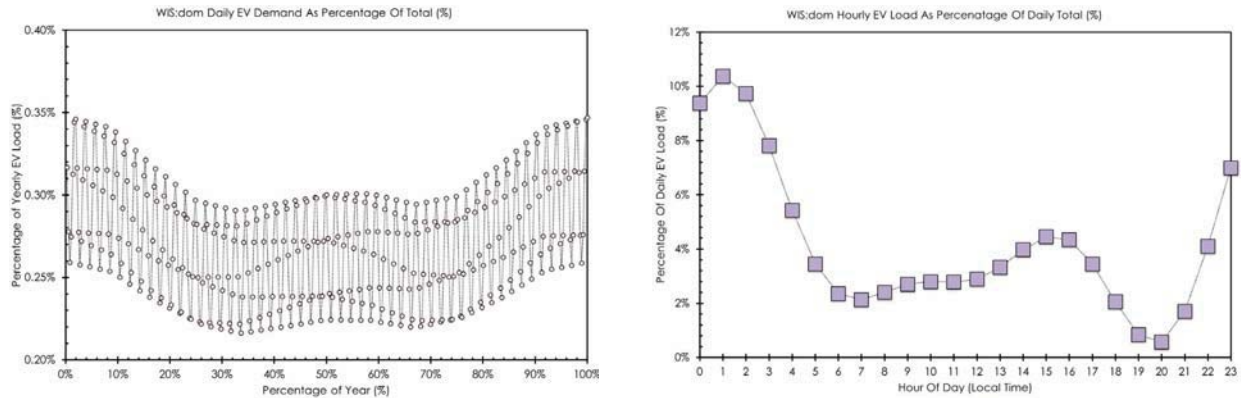 WIS:dom Daily EV Demand As Percentage Of Total (%)
0.40%
0.35%
0.30%
0.25%
0.20%
Percentage of Yearly EV Load (%)
0% 10% 20% 30% 40% 50% 60% 70% 80% 90% 100%
Percentage of Year (%)
WIS:dom Hourly EV Load As Percenatage Of Daily Total (%)
12%
10%
8%
6%
4%
2%
0%
Percentage Of Daily EV Load (%)
0 1 2 3 4 5 6 7 8 9 10 11 12 13 14 15 16 17 18 19 20 21 22 23
Hour Of Day (Local Time)